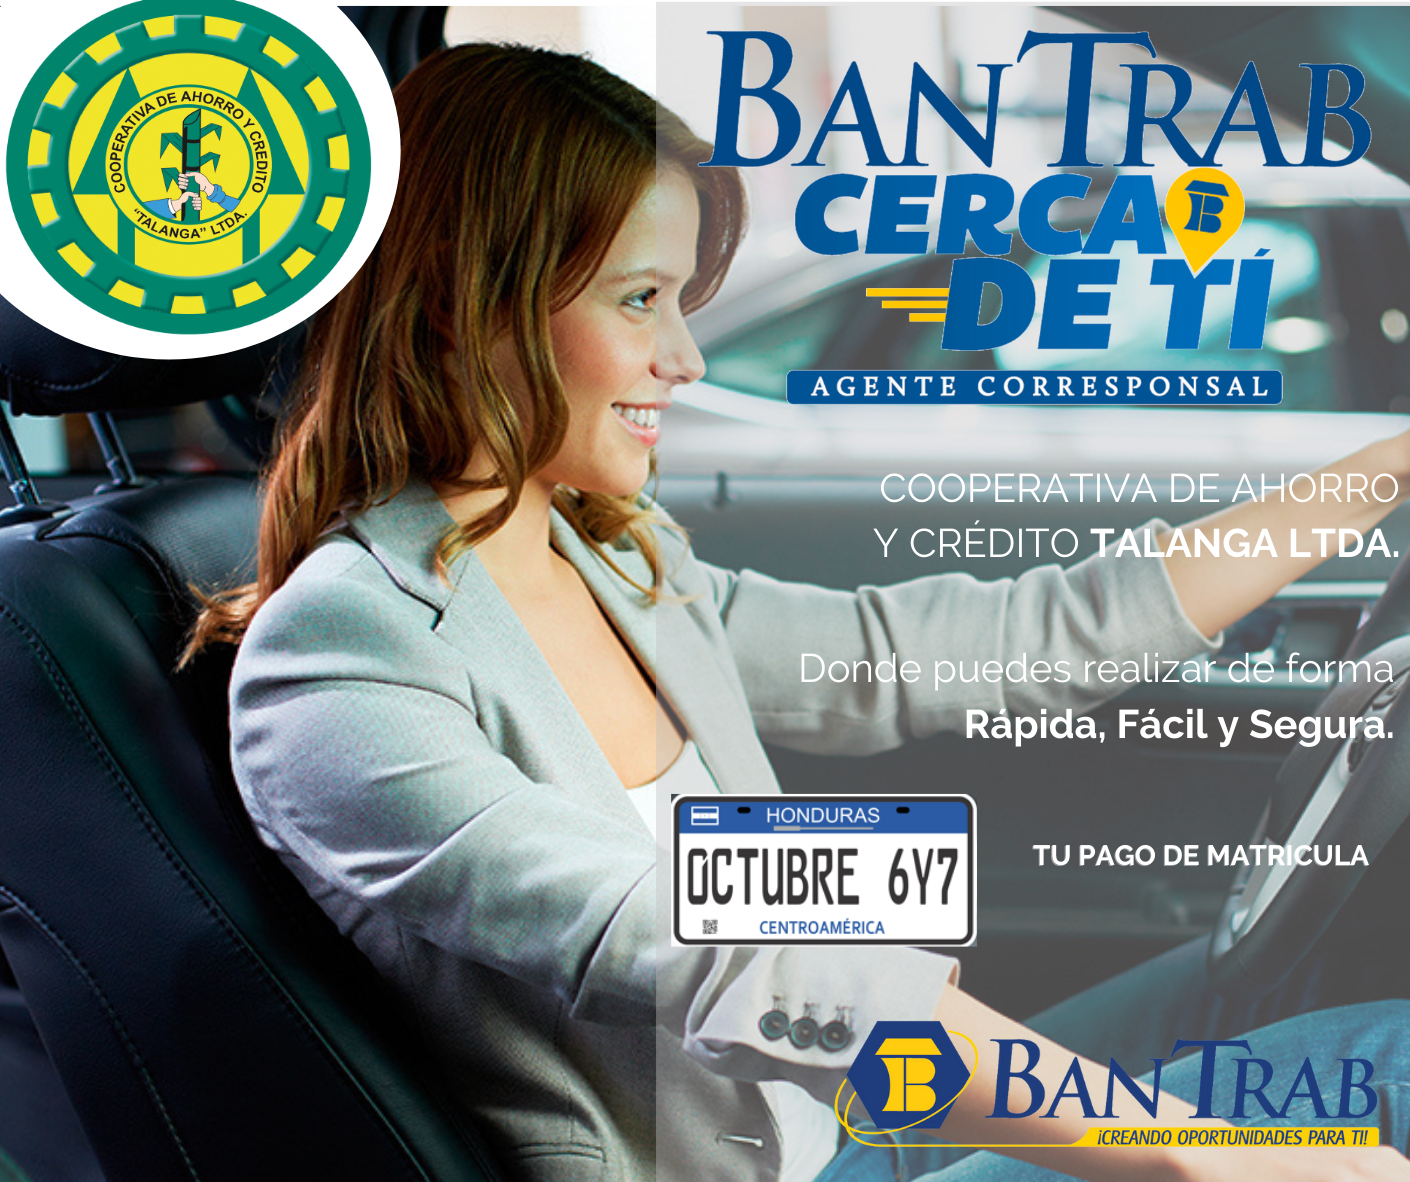 COOPERATIVA DE AHORRO Y CREDITO
"TALANGA" LTDA.
BANTRAB
CERCA
B
DE TÍ
AGENTE CORRESPONSAL
COOPERATIVA DE AHORRO
Y CRÉDITO TALANGA LTDA.
Donde puedes realizar de forma
Rápida, Fácil y Segura.
HONDURAS
OCTUBRE 6Y7
CENTROAMÉRICA
TU PAGO DE MATRICULA
B
BANTRAB
¡CREANDO OPORTUNIDADES PARA TI!